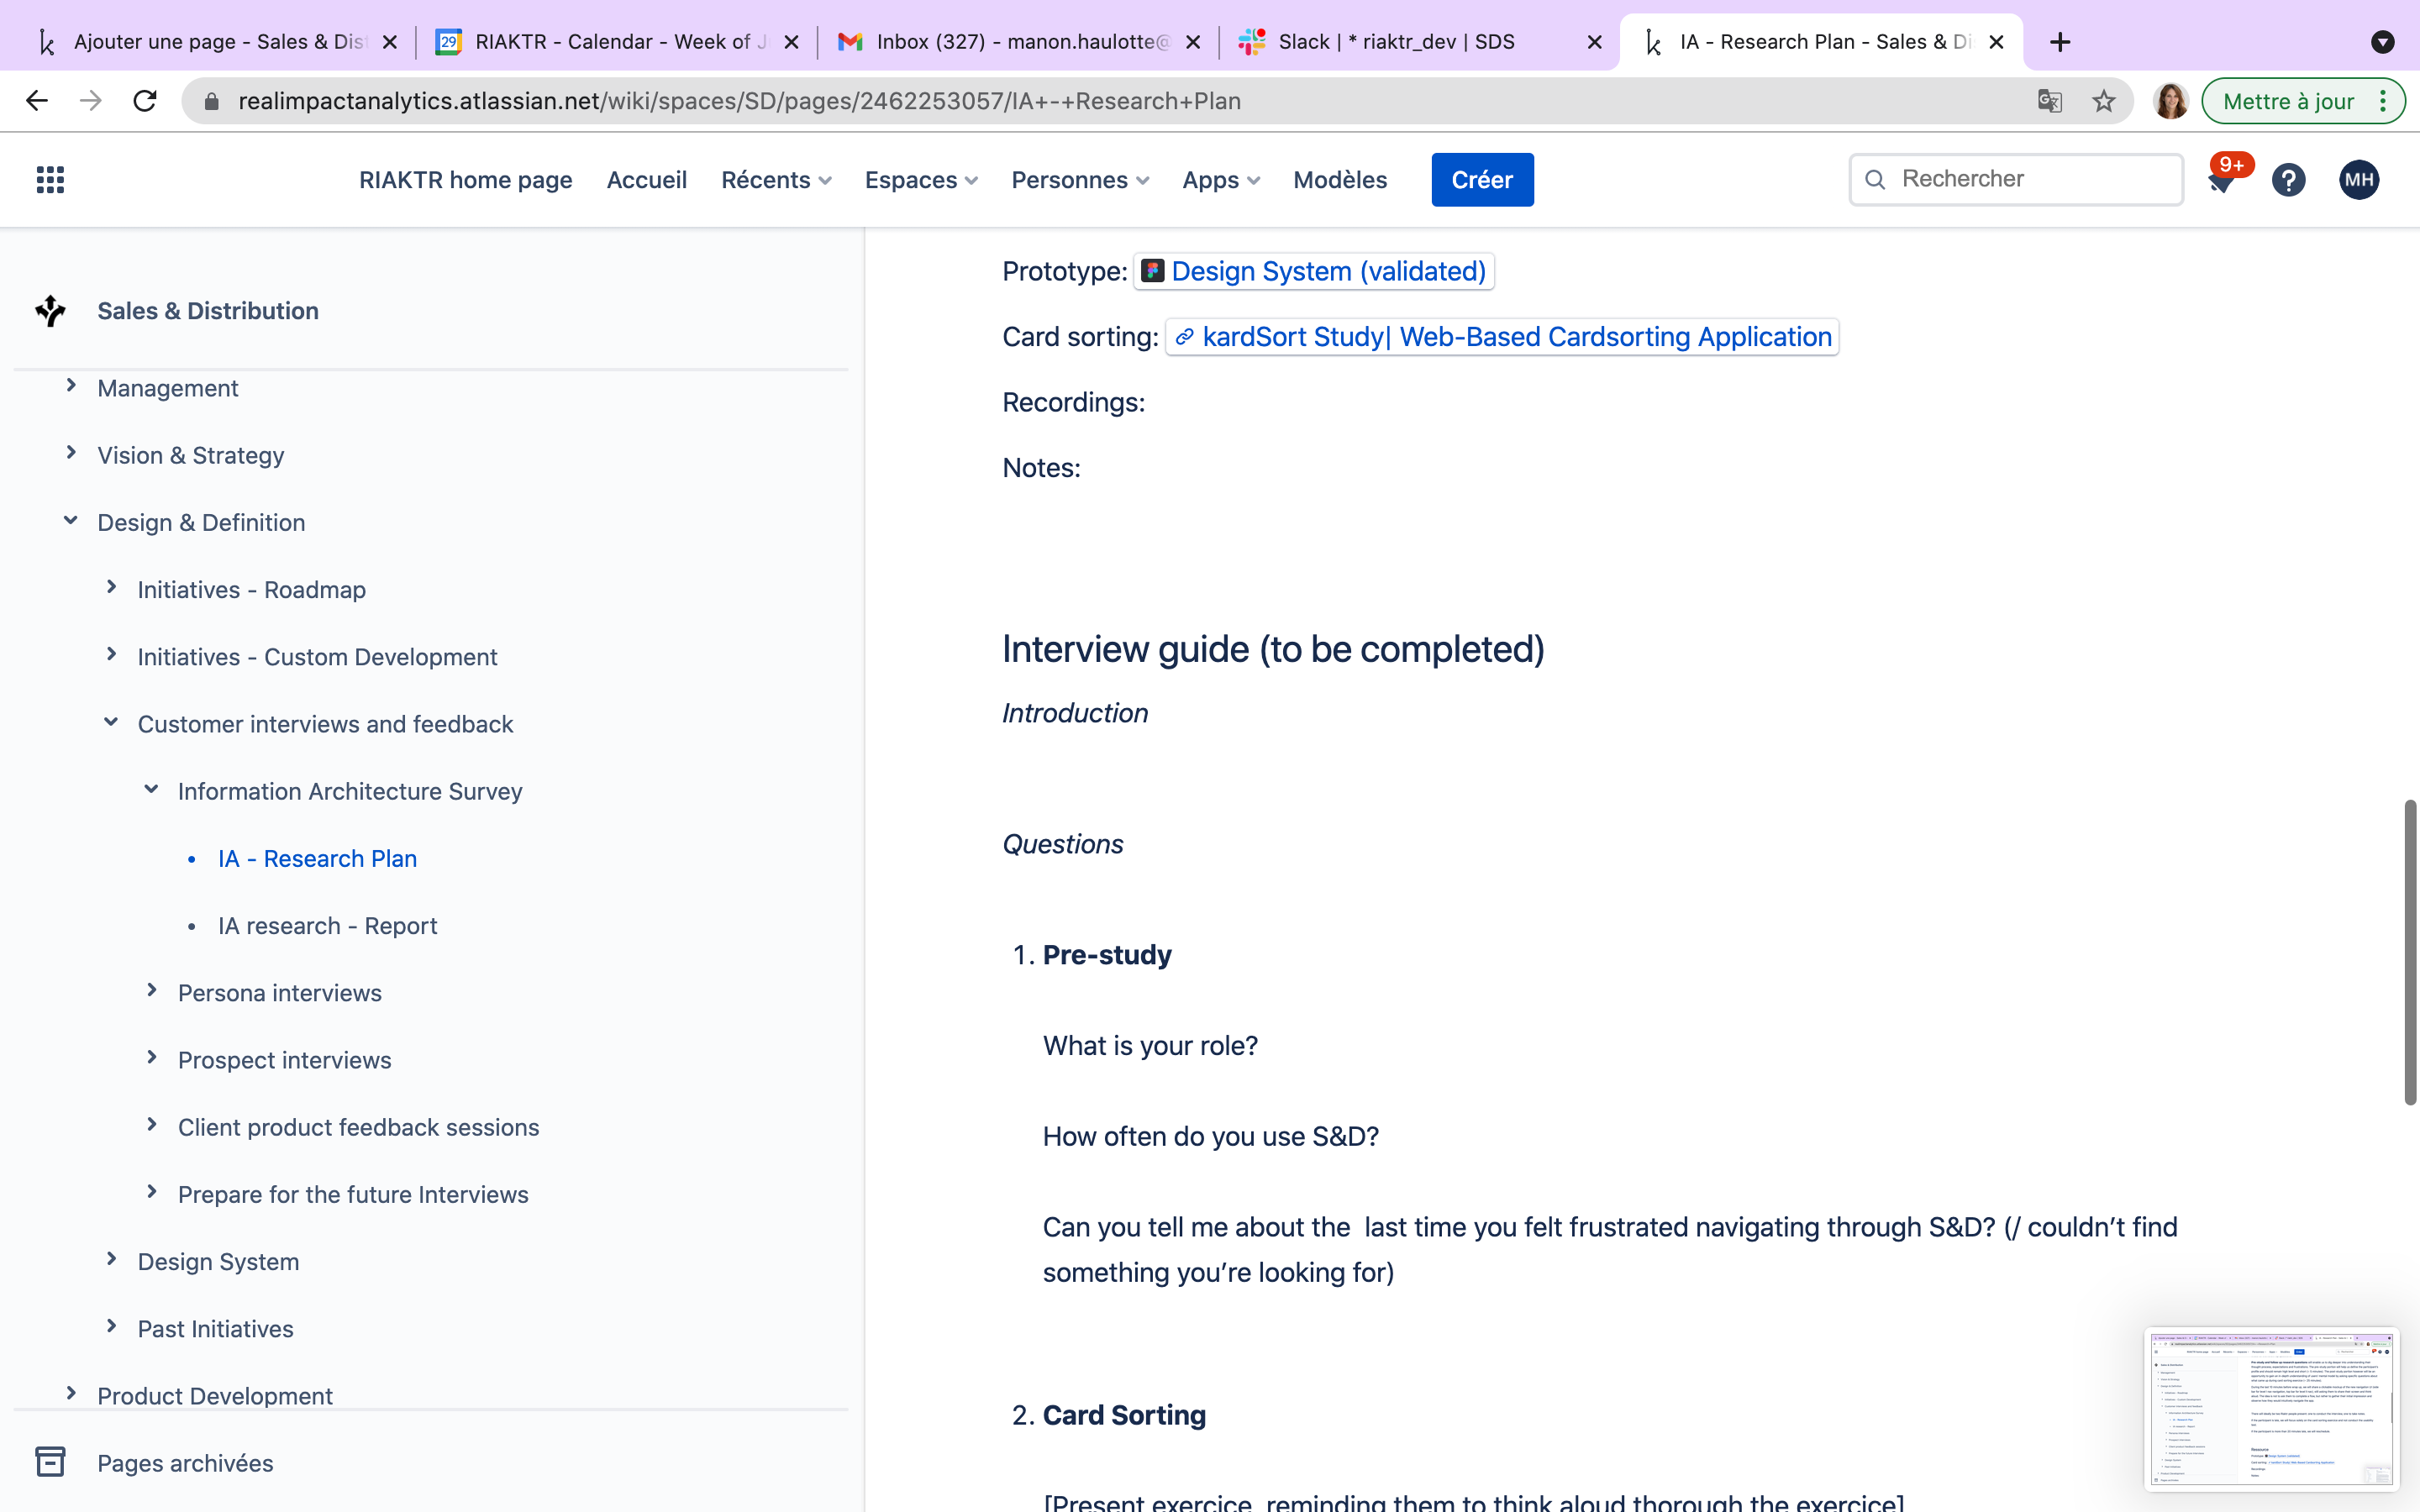 Ajouter une page - Sales & Dis
29
RIAKTR - Calendar - Week of J
Inbox (327) - manon.haulotte@
Slack | * riaktr_dev | SDS
IA - Research Plan - Sales & Di
realimpactanalytics.atlassian.net/wiki/spaces/SD/pages/2462253057/IA+-+Research+Plan
Mettre à jour
RIAKTR home page
Accueil
Récents
Espaces
Personnes
Apps
Modèles
Créer
Rechercher
9+
MH
Sales & Distribution
Management
Vision & Strategy
Design & Definition
Initiatives - Roadmap
Initiatives - Custom Development
Customer interviews and feedback
Information Architecture Survey
IA - Research Plan
IA research - Report
Persona interviews
Prospect interviews
Client product feedback sessions
Prepare for the future Interviews
Design System
Past Initiatives
Product Development
Pages archivées
Prototype: Design System (validated)
Card sorting: kardSort Study| Web-Based Cardsorting Application
Recordings:
Notes:
Interview guide (to be completed)
Introduction
Questions
1. Pre-study
What is your role?
How often do you use S&D?
Can you tell me about the  last time you felt frustrated navigating through S&D? (/ couldn’t find
something you’re looking for)
2. Card Sorting
[Present exercice, reminding them to think aloud thorough the exercice]